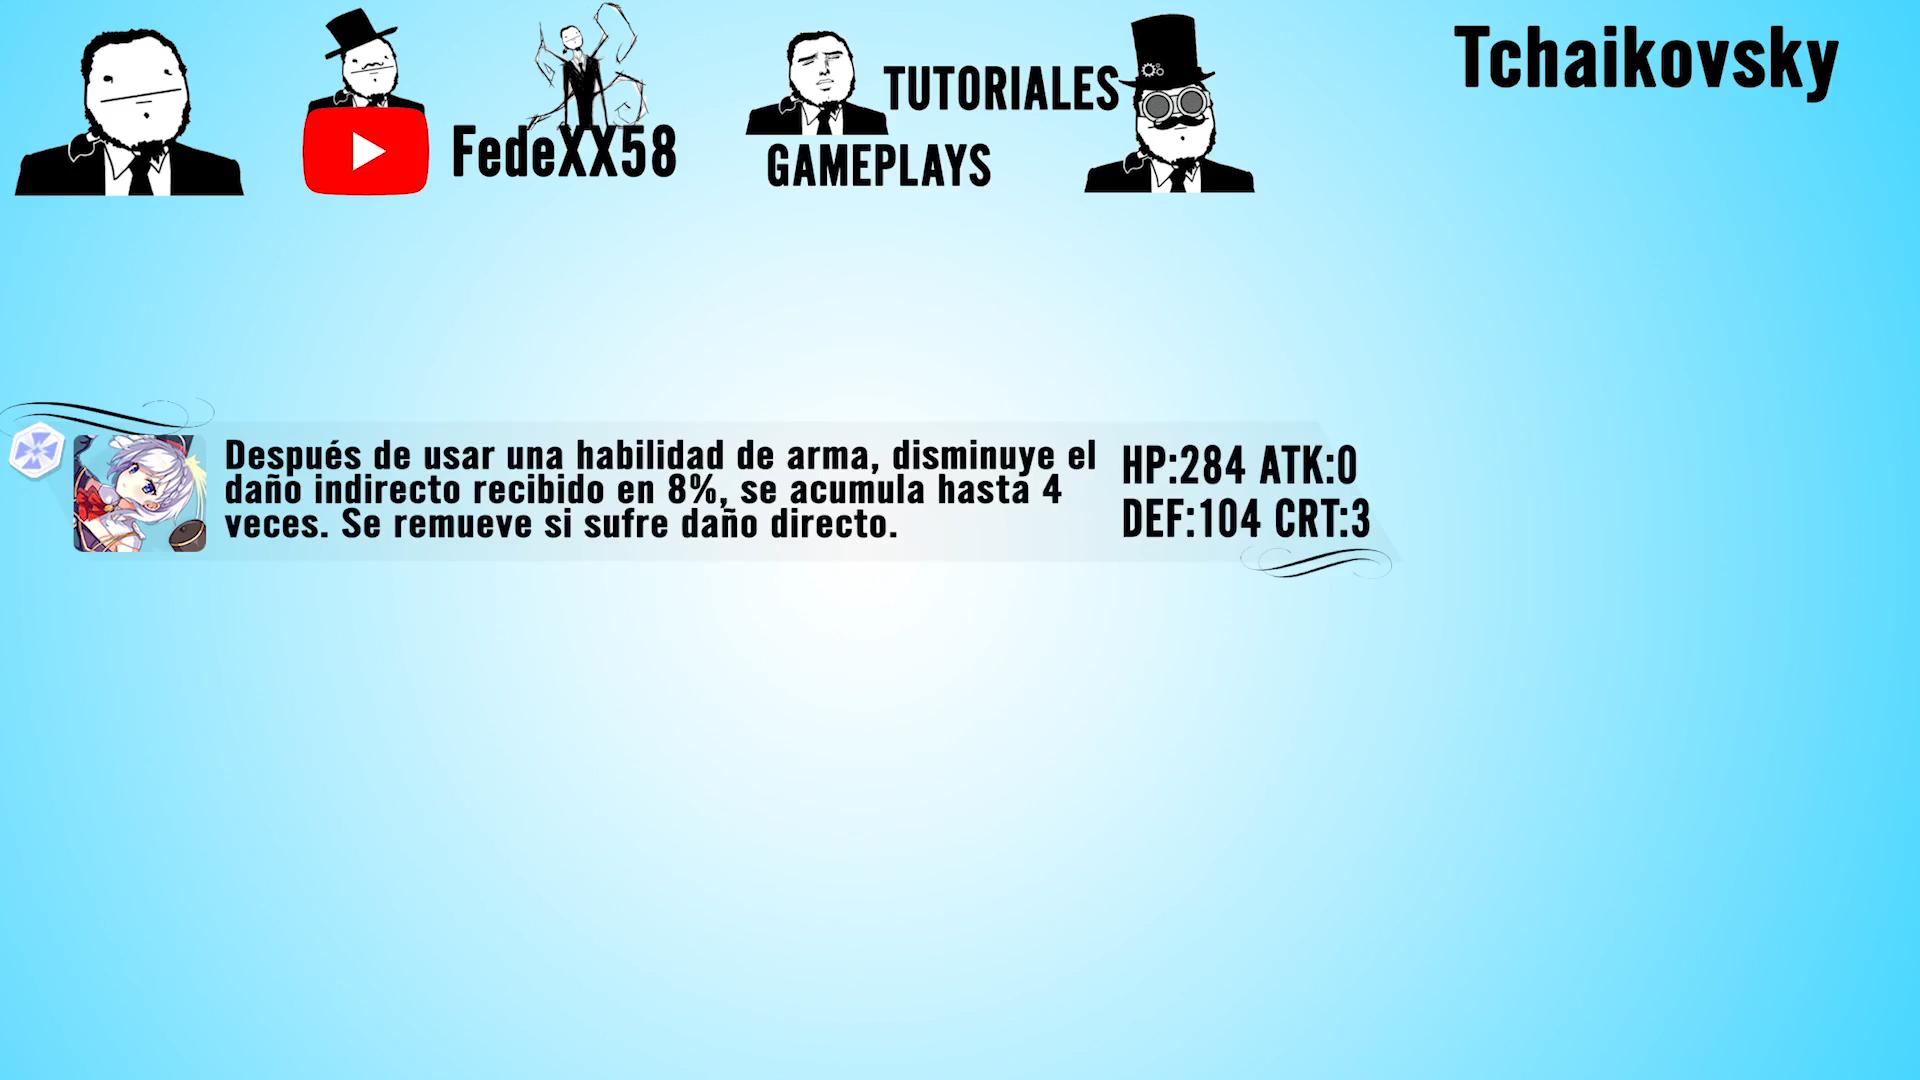 Tchaikovsky
FedeXX58
TUTORIALES
GAMEPLAYS
Después de usar una habilidad de arma, disminuye el
daño indirecto recibido en 8%, se acumula hasta 4
veces. Se remueve si sufre daño directo.
HP:284 ATK:0
DEF:104 CRT:3